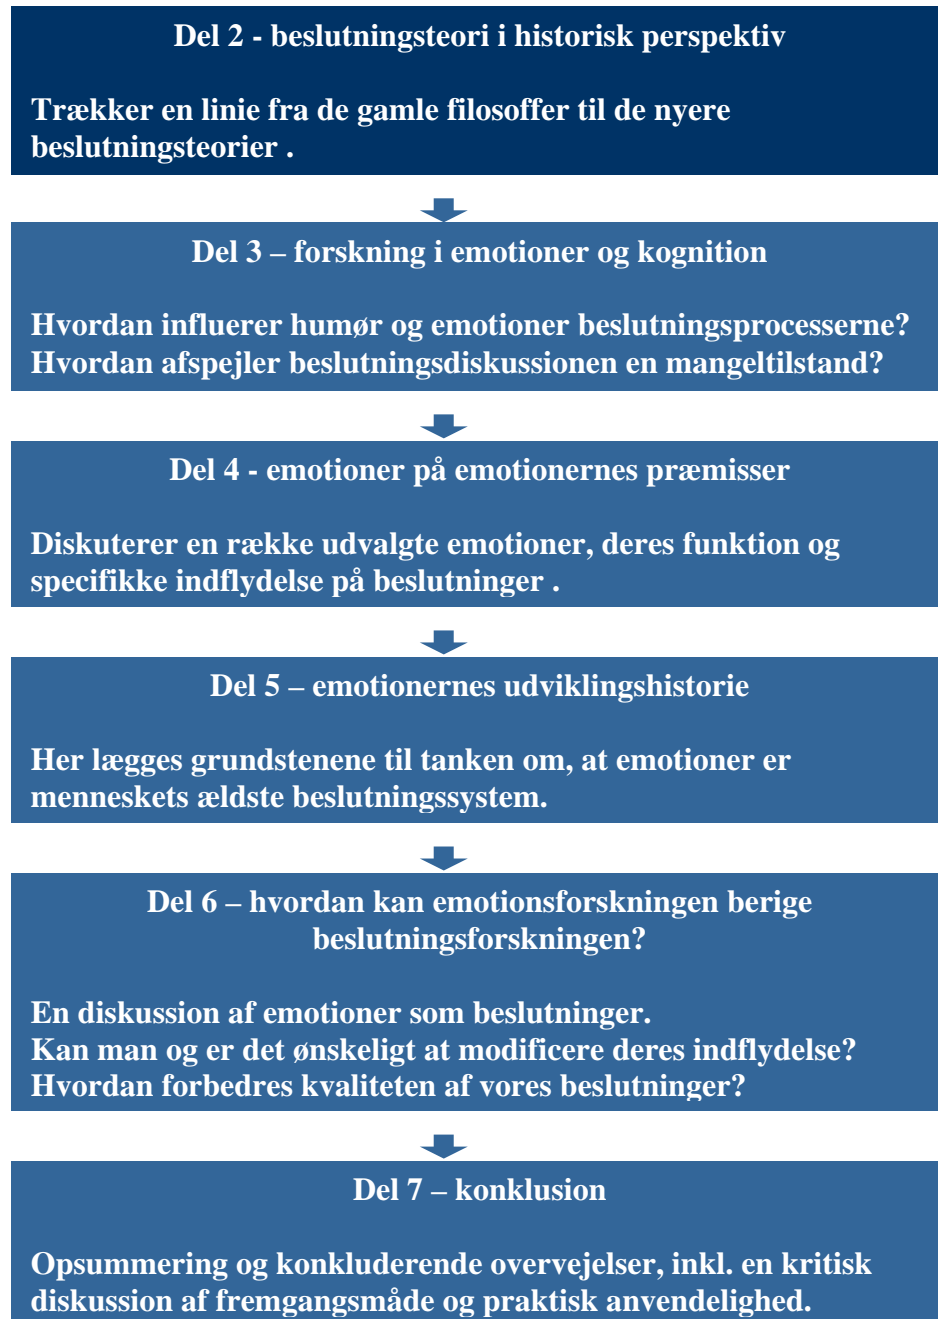 Del 2 - beslutningsteori i historisk perspektiv
Trækker en linie fra de gamle filosoffer til de nyere
beslutningsteorier .
Del 3 – forskning i emotioner og kognition
Hvordan influerer humør og emotioner beslutningsprocesserne?
Hvordan afspejler beslutningsdiskussionen en mangeltilstand?
Del 4 - emotioner på emotionernes præmisser
Diskuterer en række udvalgte emotioner, deres funktion og
specifikke indflydelse på beslutninger .
Del 5 – emotionernes udviklingshistorie
Her lægges grundstenene til tanken om, at emotioner er
menneskets ældste beslutningssystem.
Del 6 – hvordan kan emotionsforskningen berige
beslutningsforskningen?
En diskussion af emotioner som beslutninger.
Kan man og er det ønskeligt at modificere deres indflydelse?
Hvordan forbedres kvaliteten af vores beslutninger?
Del 7 – konklusion
Opsummering og konkluderende overvejelser, inkl. en kritisk
diskussion af fremgangsmåde og praktisk anvendelighed.